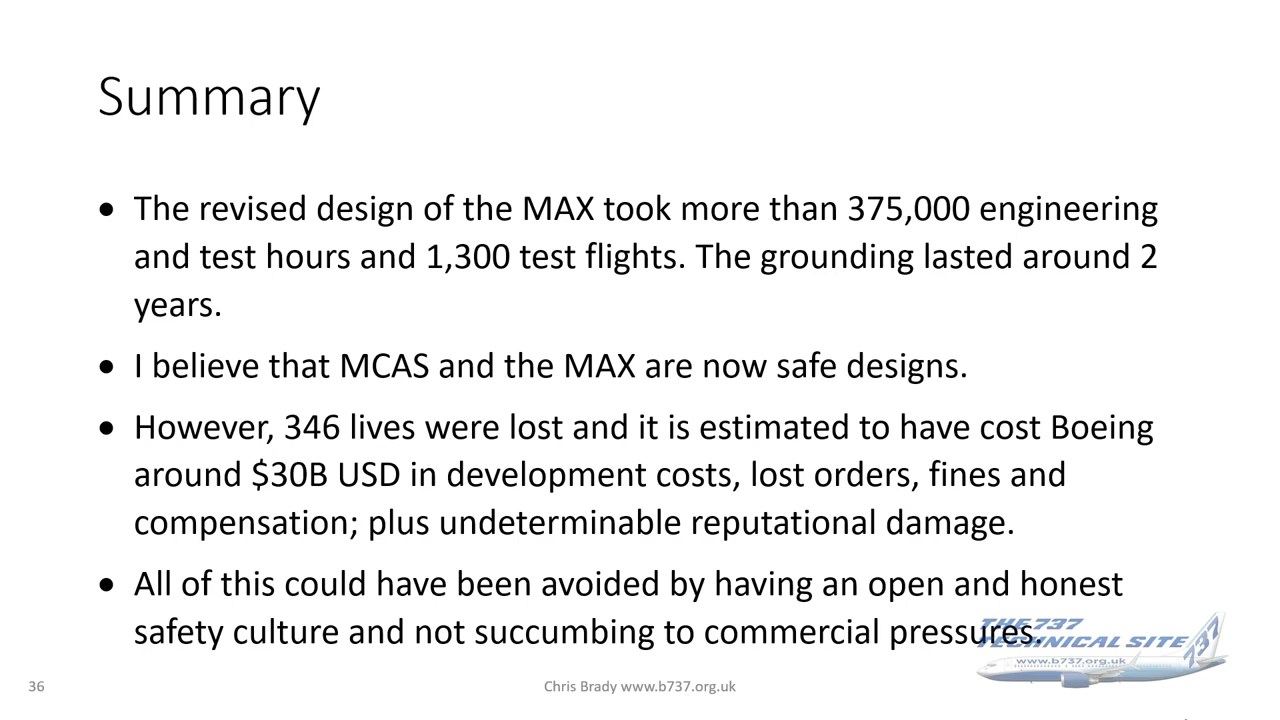 Summary
• The revised design of the MAX took more than 375,000 engineering
and test hours and 1,300 test flights. The grounding lasted around 2
years.
• I believe that MCAS and the MAX are now safe designs.
• However, 346 lives were lost and it is estimated to have cost Boeing
around $30B USD in development costs, lost orders, fines and
compensation; plus undeterminable reputational damage.
• All of this could have been avoided by having an open and honest
safety culture and not succumbing to commercial pressures.
THE 737
TECHNICAL SITE
737
www.b737.org.uk
36
Chris Brady www.b737.org.uk